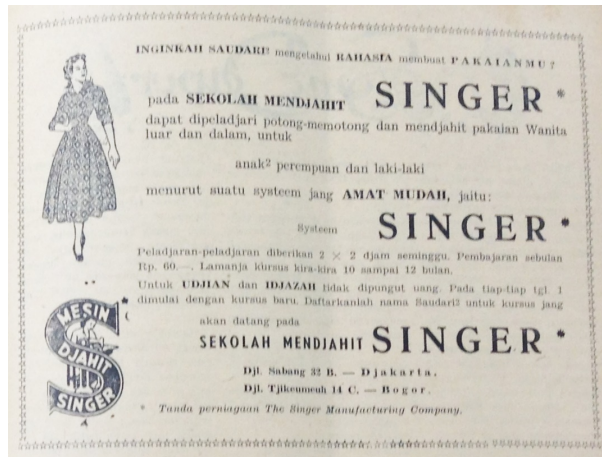 INGINKAH SAUDARI! mengetahui RAHASIA membuat PAKAIANMU?
pada SEKOLAH MENDJAHIT SINGER *
dapat dipeladjari potong-memotong dan mendjahit pakaian Wanita
luar dan dalam, untuk
anak² perempuan dan laki-laki
menurut suatu systeem jang AMAT MUDAH, jaitu:
Systeem SINGER *
Peladjaran-peladjaran diberikan 2 × 2 djam seminggu. Pembajaran sebulan
Rp. 60.—. Lamanja kursus kira-kira 10 sampai 12 bulan.
Untuk UDJIAN dan IDJAZAH tidak dipungut uang. Pada tiap-tiap tgl. 1
dimulai dengan kursus baru. Daftarkanlah nama Saudari2 untuk kursus jang
akan datang pada
SEKOLAH MENDJAHIT SINGER *
Djl. Sabang 32 B. — Djakarta.
Djl. Tjikeumeuh 14 C. — Bogor.
* Tanda perniagaan The Singer Manufacturing Company.
MESIN
DJAHIT
SINGER